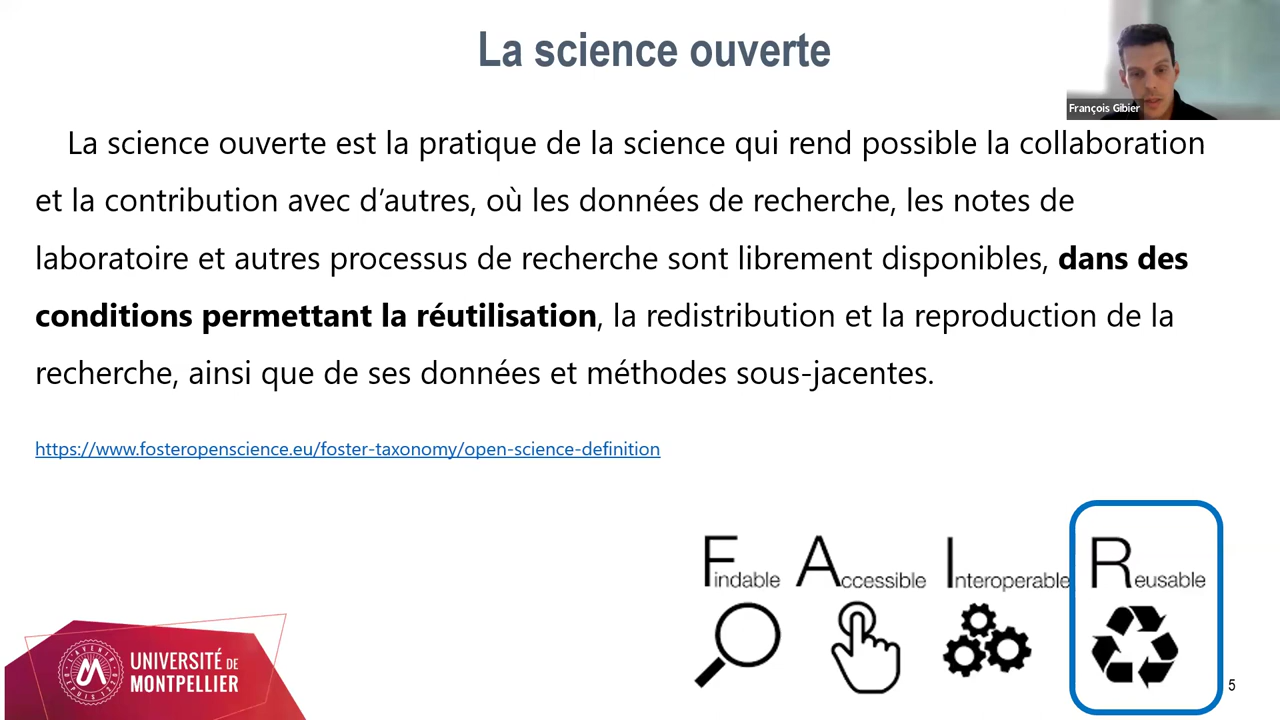 La science ouverte
François Gibier
La science ouverte est la pratique de la science qui rend possible la collaboration
et la contribution avec d’autres, où les données de recherche, les notes de
laboratoire et autres processus de recherche sont librement disponibles, dans des
conditions permettant la réutilisation, la redistribution et la reproduction de la
recherche, ainsi que de ses données et méthodes sous-jacentes.
https://www.fosteropenscience.eu/foster-taxonomy/open-science-definition
Findable Accessible Interoperable Reusable
UNIVERSITÉ DE
MONTPELLIER
5